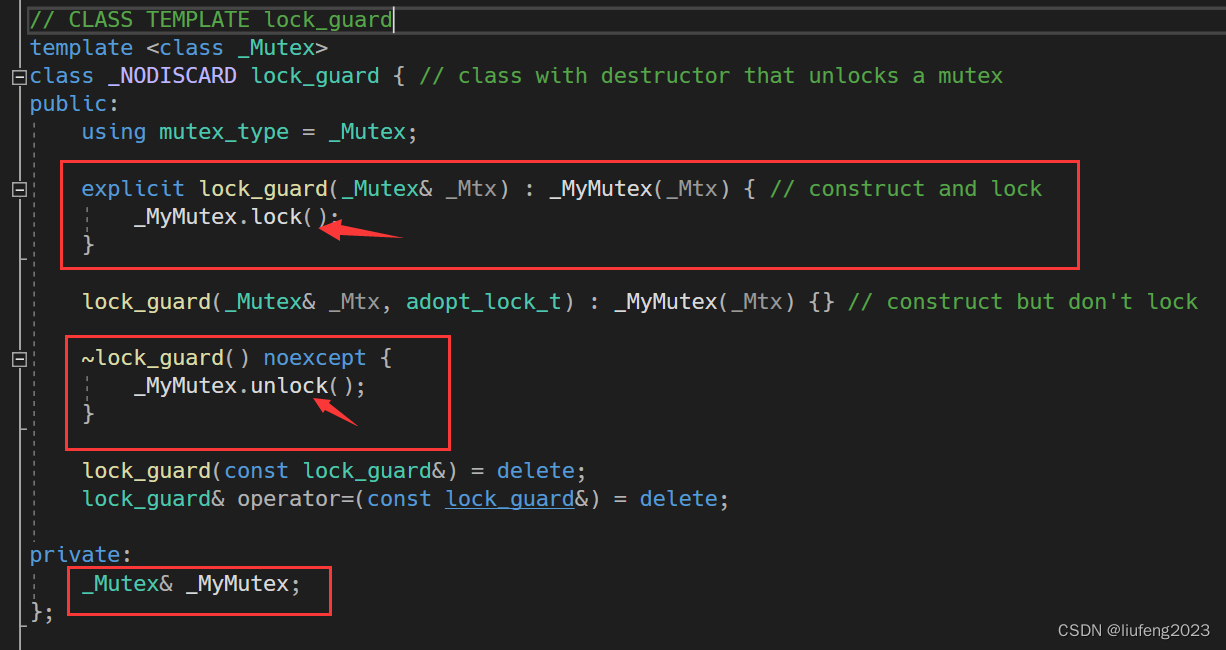 // CLASS TEMPLATE lock_guard
template <class _Mutex>
class _NODISCARD lock_guard { // class with destructor that unlocks a mutex
public:
    using mutex_type = _Mutex;
    explicit lock_guard(_Mutex& _Mtx) : _MyMutex(_Mtx) { // construct and lock
        _MyMutex.lock();
    }
    lock_guard(_Mutex& _Mtx, adopt_lock_t) : _MyMutex(_Mtx) {} // construct but don't lock
    ~lock_guard() noexcept {
        _MyMutex.unlock();
    }
    lock_guard(const lock_guard&) = delete;
    lock_guard& operator=(const lock_guard&) = delete;
private:
    _Mutex& _MyMutex;
};
CSDN @liufeng2023